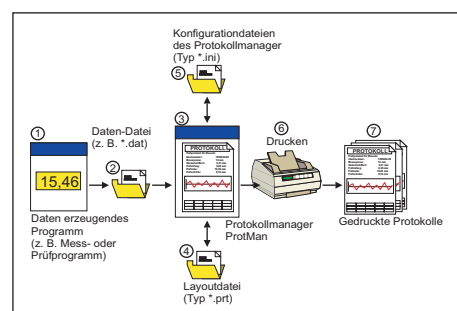 Konfigurationdateien
des Protokollmanager
(Typ *.ini)
5
1
Daten-Datei
(z. B. *.dat)
3
6
Drucken
7
2
PROTOKOLL
15,46
Daten erzeugendes
Programm
(z. B. Mess- oder
Prüfprogramm)
Protokollmanager
ProtMan
Gedruckte Protokolle
PROTOKOLL
4
Layoutdatei
(Typ *.prt)